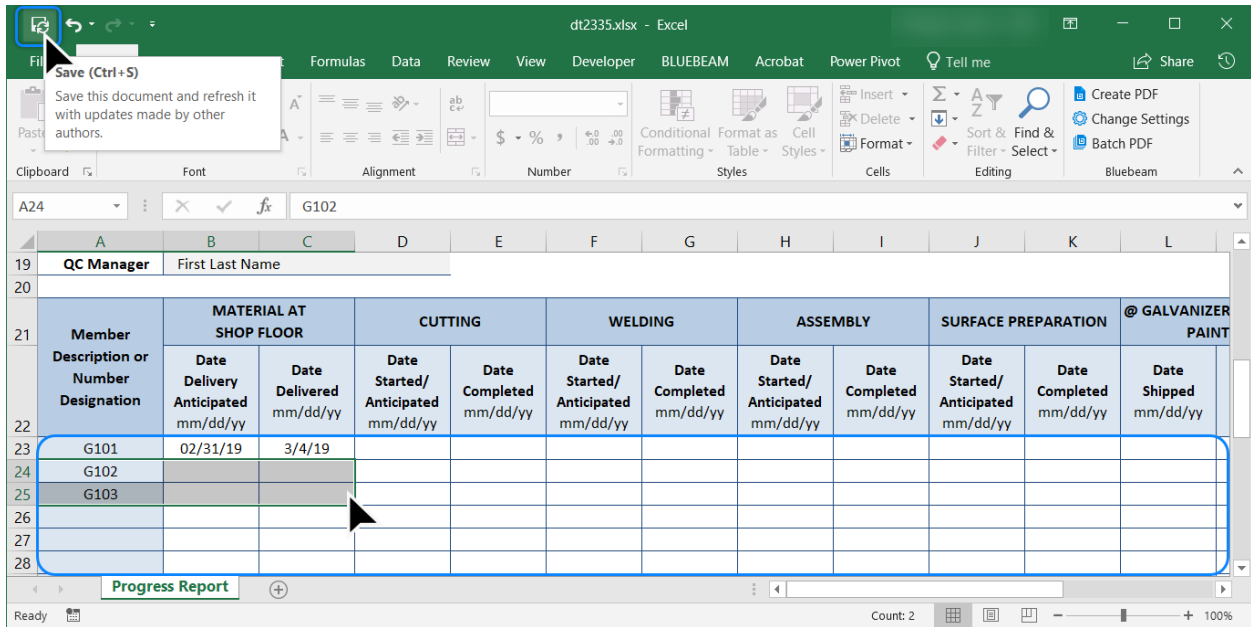 dt2335.xlsx - Excel
Fil
Formulas Data Review View Developer BLUEBEAM Acrobat Power Pivot Tell me Share
Save (Ctrl+S)
Save this document and refresh it
with updates made by other
authors.
Insert
Create PDF
Delete
Change Settings
Paste
$ % Conditional Format as Cell
Sort & Find &
Formatting Table Styles
Format
Filter Select
Batch PDF
Clipboard Font Alignment Number Styles Cells Editing Bluebeam
A24 fx G102
A B C D E F G H I J K L
19 QC Manager First Last Name
20
MATERIAL AT
SHOP FLOOR
CUTTING WELDING ASSEMBLY SURFACE PREPARATION
@ GALVANIZER
PAINT
21
Member
Description or
Number
Designation
Date
Delivery
Anticipated
mm/dd/yy
Date
Delivered
mm/dd/yy
Date
Started/
Anticipated
mm/dd/yy
Date
Completed
mm/dd/yy
Date
Started/
Anticipated
mm/dd/yy
Date
Completed
mm/dd/yy
Date
Started/
Anticipated
mm/dd/yy
Date
Completed
mm/dd/yy
Date
Started/
Anticipated
mm/dd/yy
Date
Completed
mm/dd/yy
Date
Shipped
mm/dd/yy
22
23 G101 02/31/19 3/4/19
24 G102
25 G103
26
27
28
Progress Report
Ready Count: 2 100%